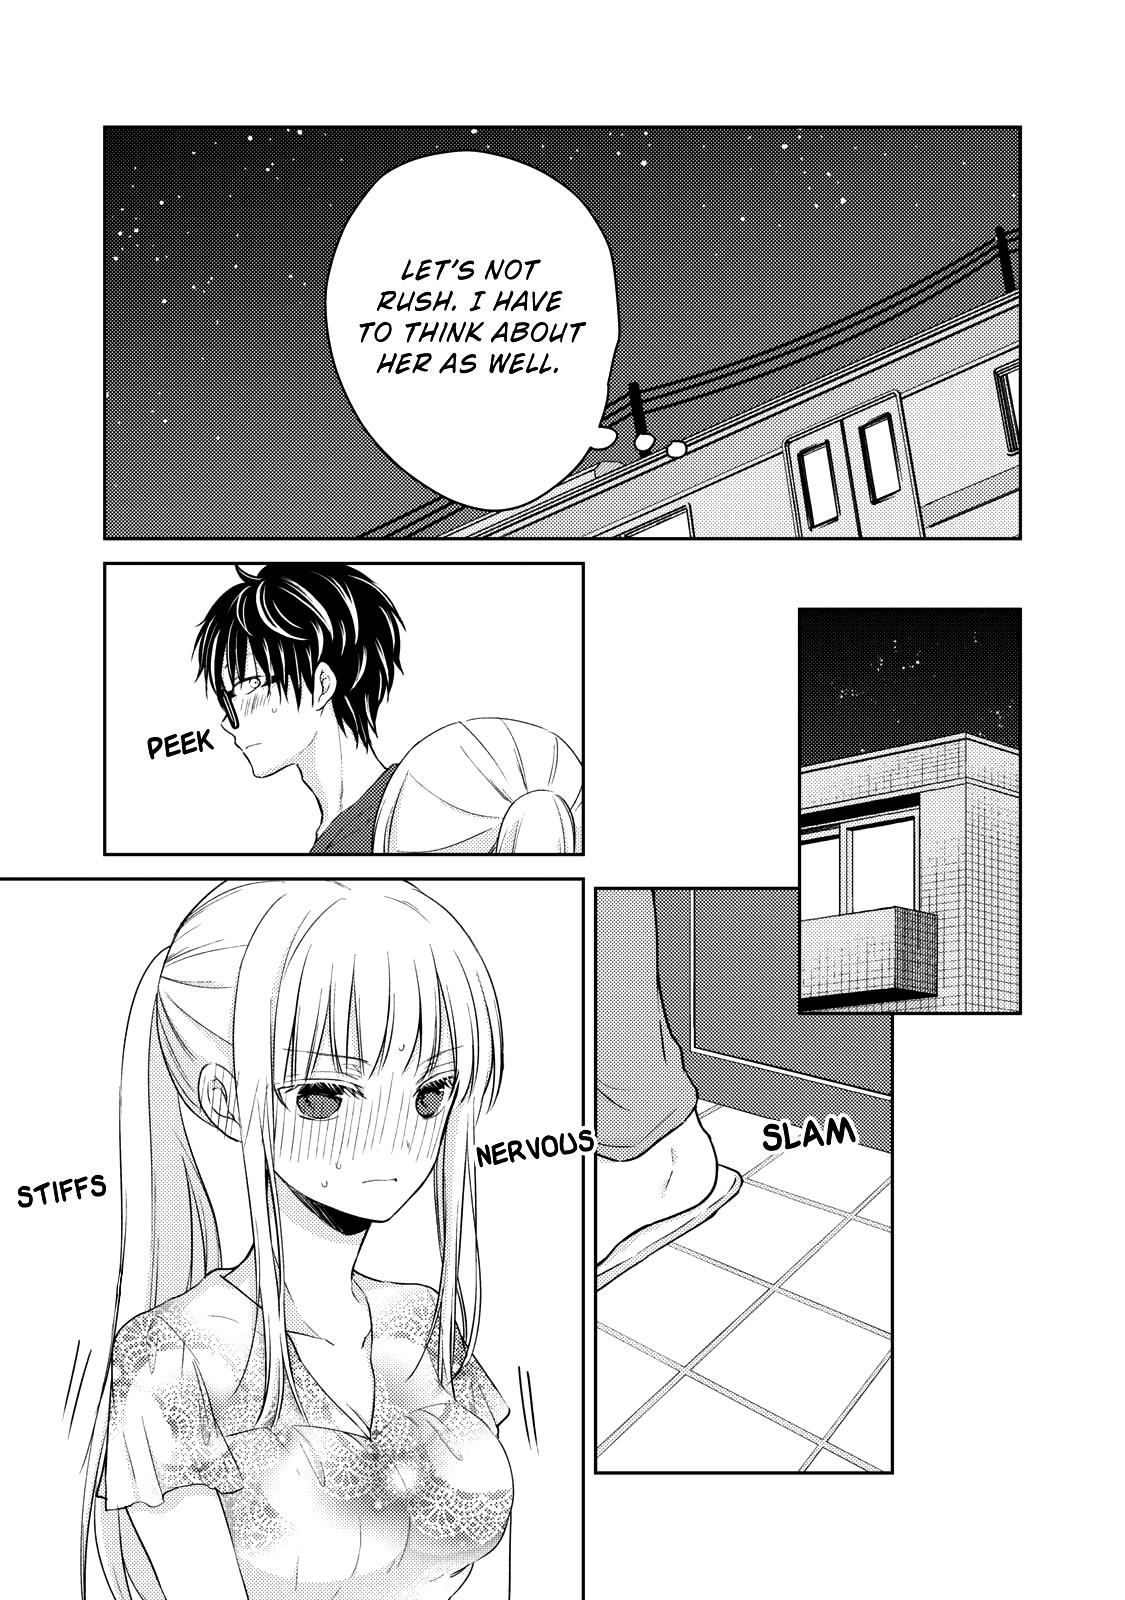 LET'S NOT
RUSH. I HAVE
TO THINK ABOUT
HER AS WELL.
SLAM
PEEK
NERVOUS
STIFFS